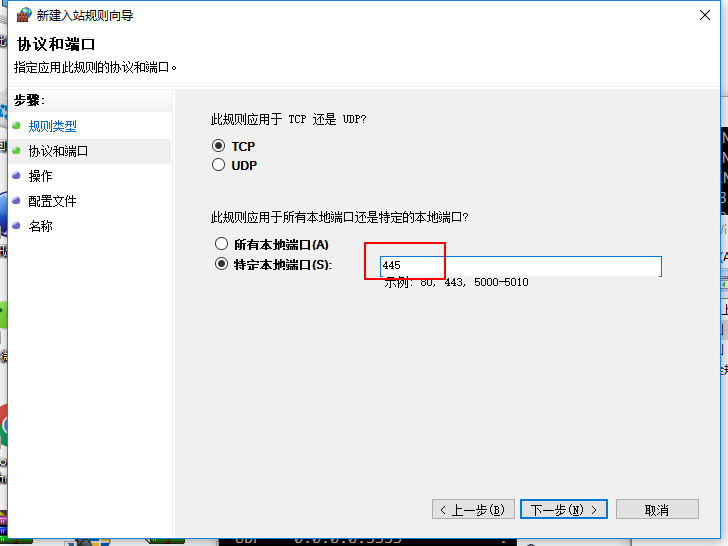 新建入站规则向导
协议和端口
指定应用此规则的协议和端口。
步骤:
规则类型
协议和端口
操作
配置文件
名称
此规则应用于 TCP 还是 UDP?
TCP
UDP
此规则应用于所有本地端口还是特定的本地端口?
所有本地端口(A)
特定本地端口(S):
445
示例: 80, 443, 5000-5010
< 上一步(B)
下一步(N) >
取消